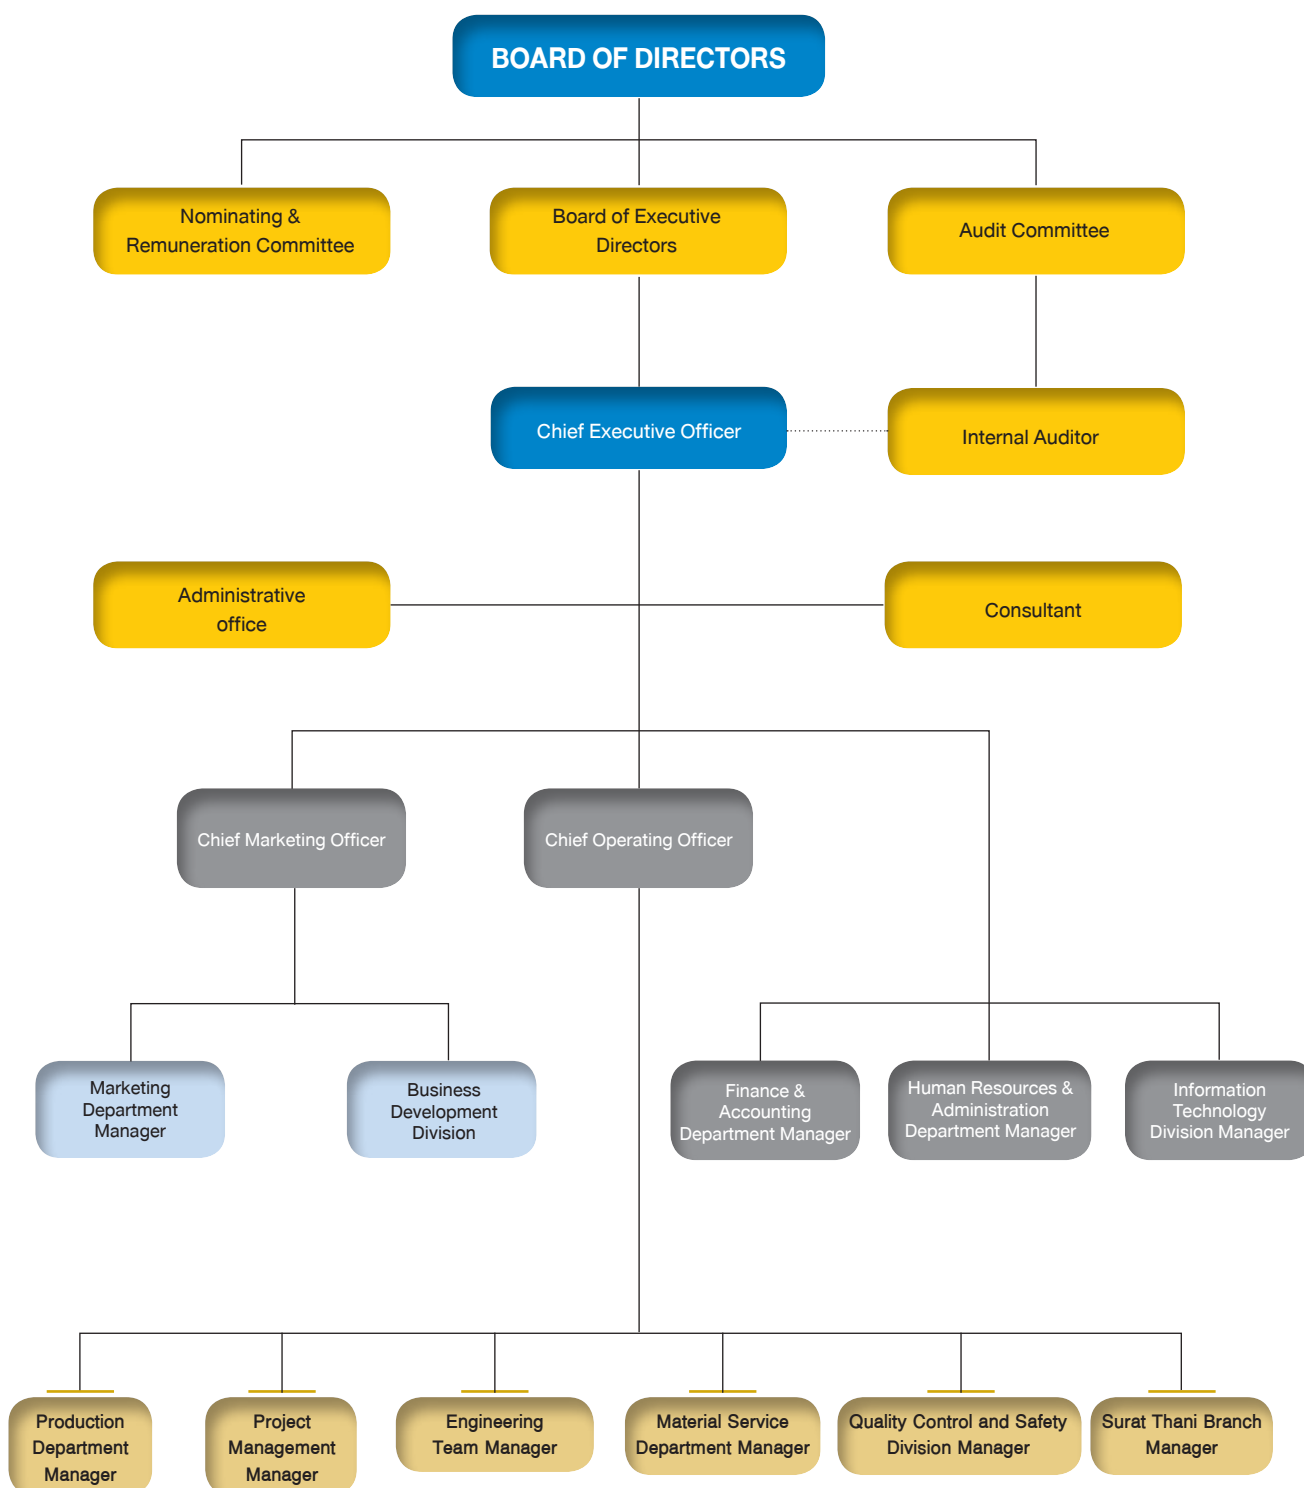 BOARD OF DIRECTORS
Nominating &
Remuneration Committee
Board of Executive
Directors
Audit Committee
Chief Executive Officer
Internal Auditor
Administrative
office
Consultant
Chief Marketing Officer
Chief Operating Officer
Marketing
Department
Manager
Business
Development
Division
Finance &
Accounting
Department Manager
Human Resources &
Administration
Department Manager
Information
Technology
Division Manager
Production
Department
Manager
Project
Management
Manager
Engineering
Team Manager
Material Service
Department Manager
Quality Control and Safety
Division Manager
Surat Thani Branch
Manager